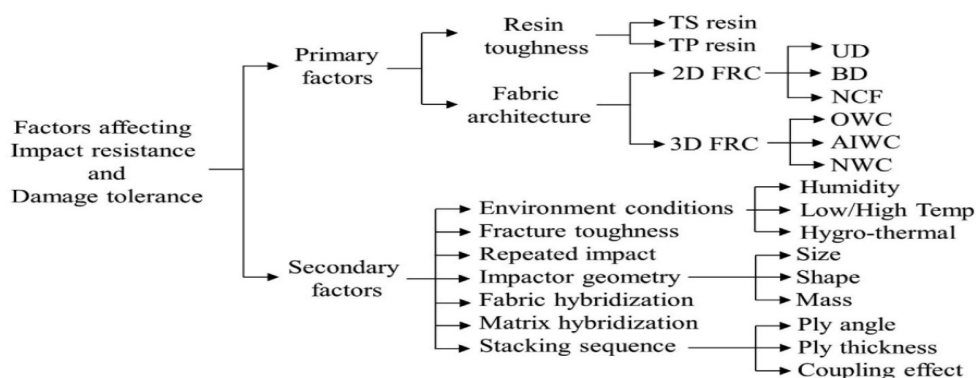 Factors affecting
Impact resistance
and
Damage tolerance
Primary
factors
Resin
toughness
TS resin
TP resin
Fabric
architecture
2D FRC
UD
BD
NCF
3D FRC
OWC
AIWC
NWC
Secondary
factors
Environment conditions
Humidity
Low/High Temp
Hygro-thermal
Fracture toughness
Repeated impact
Impactor geometry
Size
Shape
Mass
Fabric hybridization
Matrix hybridization
Stacking sequence
Ply angle
Ply thickness
Coupling effect